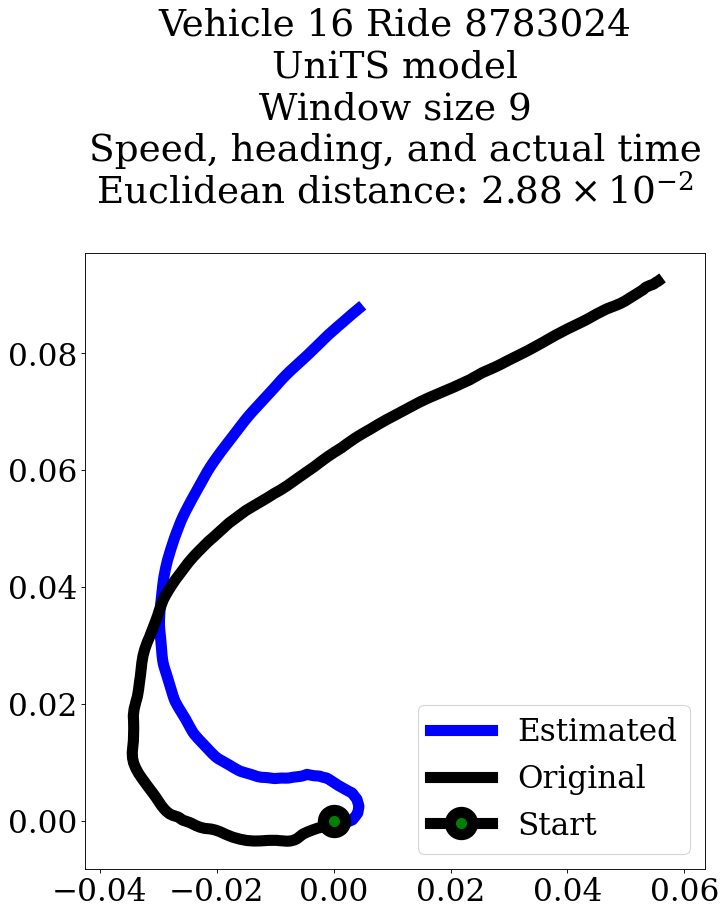 Vehicle 16 Ride 8783024
UniTS model
Window size 9
Speed, heading, and actual time
Euclidean distance: 2.88 × 10⁻²
0.08
0.06
0.04
0.02
0.00
Estimated
Original
Start
−0.04 −0.02 0.00 0.02 0.04 0.06